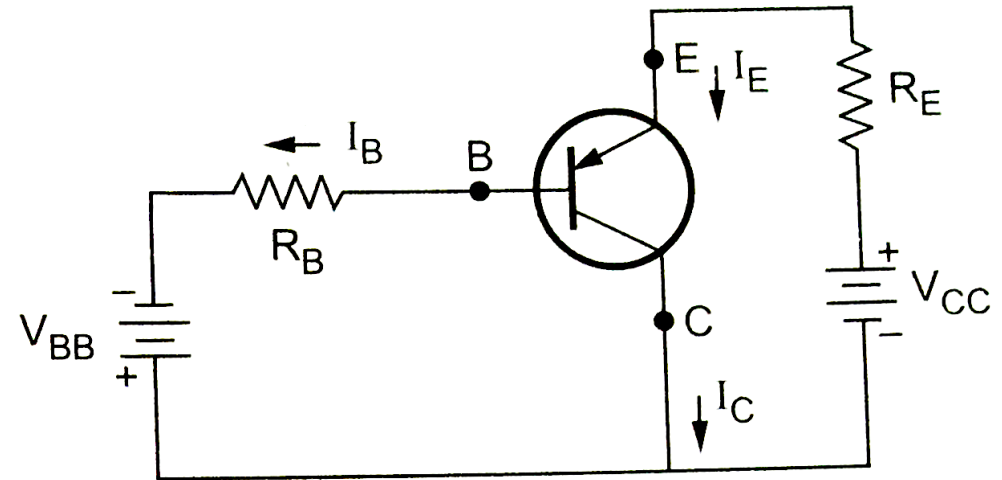 E
I_E
R_E
I_B
B
R_B
+
V_CC
−
−
V_BB
+
C
I_C